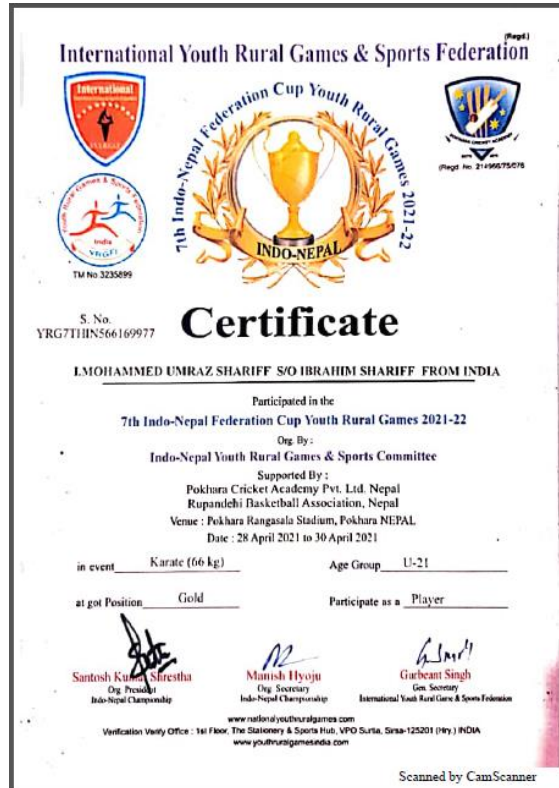 (Regd.)
International Youth Rural Games & Sports Federation
International
7th Indo-Nepal Federation Cup Youth Rural Games 2021-22
INDO-NEPAL
(Regd. No. 214966/75/076
Youth Rural Games & Sports Federation
India
TM No 3235899
S. No.
YRG7THIN566169977
Certificate
I.MOHAMMED UMRAZ SHARIFF S/O IBRAHIM SHARIFF FROM INDIA
Participated in the
7th Indo-Nepal Federation Cup Youth Rural Games 2021-22
Org. By :
Indo-Nepal Youth Rural Games & Sports Committee
Supported By :
Pokhara Cricket Academy Pvt. Ltd. Nepal
Rupandehi Basketball Association, Nepal
Venue : Pokhara Rangasala Stadium, Pokhara NEPAL
Date : 28 April 2021 to 30 April 2021
in event Karate (66 kg) Age Group U-21
at got Position Gold Participate as a Player
Santosh Kumar Shrestha
Org. President
Indo-Nepal Championship
Manish Hyoju
Org. Secretary
Indo-Nepal Championship
Garbeant Singh
Gen. Secretary
International Youth Rural Game & Sports Federation
www.nationalyouthruralgames.com
Verification Verify Office : 1st Floor, The Stationery & Sports Hub, VPO Surtia, Sirsa-125201 (Hry.) INDIA
www.youthruralgamesindia.com
Scanned by CamScanner